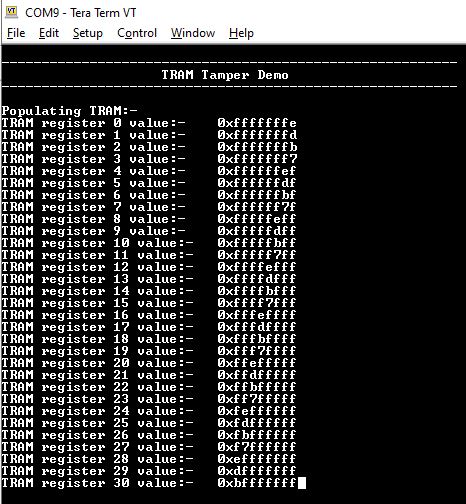 COM9 - Tera Term VT
File Edit Setup Control Window Help
TRAM Tamper Demo
Populating TRAM:-
TRAM register 0 value:- 0xfffffffe
TRAM register 1 value:- 0xfffffffd
TRAM register 2 value:- 0xfffffffb
TRAM register 3 value:- 0xfffffff7
TRAM register 4 value:- 0xffffffef
TRAM register 5 value:- 0xffffffdf
TRAM register 6 value:- 0xffffffbf
TRAM register 7 value:- 0xffffff7f
TRAM register 8 value:- 0xfffffeff
TRAM register 9 value:- 0xfffffdff
TRAM register 10 value:- 0xfffffbff
TRAM register 11 value:- 0xfffff7ff
TRAM register 12 value:- 0xffffefff
TRAM register 13 value:- 0xffffdfff
TRAM register 14 value:- 0xffffbfff
TRAM register 15 value:- 0xffff7fff
TRAM register 16 value:- 0xfffeffff
TRAM register 17 value:- 0xfffdffff
TRAM register 18 value:- 0xfffbffff
TRAM register 19 value:- 0xfff7ffff
TRAM register 20 value:- 0xffefffff
TRAM register 21 value:- 0xffdfffff
TRAM register 22 value:- 0xffbfffff
TRAM register 23 value:- 0xff7fffff
TRAM register 24 value:- 0xfeffffff
TRAM register 25 value:- 0xfdffffff
TRAM register 26 value:- 0xfbffffff
TRAM register 27 value:- 0xf7ffffff
TRAM register 28 value:- 0xefffffff
TRAM register 29 value:- 0xdfffffff
TRAM register 30 value:- 0xbfffffff